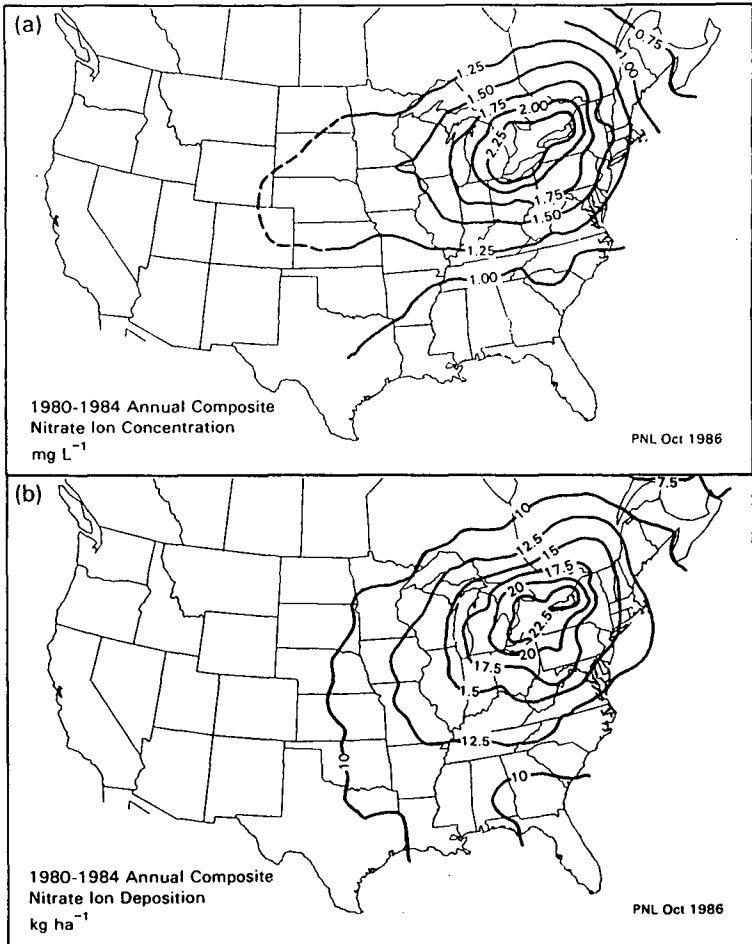 (a)
0.75
1.00
1.25
1.50
1.75
2.00
2.25
1.75
1.50
1.25
1.00
1980-1984 Annual Composite
Nitrate Ion Concentration
mg L⁻¹
PNL Oct 1986
(b)
7.5
10
12.5
15
17.5
20
22.5
20
17.5
1.5
12.5
10
10
1980-1984 Annual Composite
Nitrate Ion Deposition
kg ha⁻¹
PNL Oct 1986